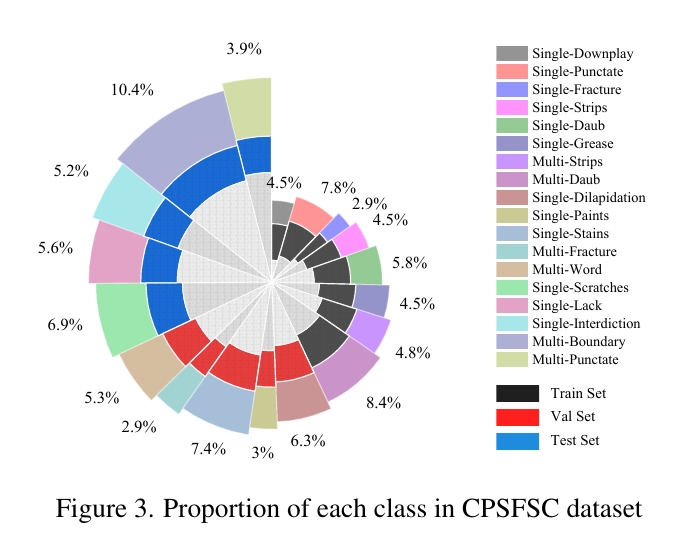 3.9%
10.4%
5.2%
5.6%
6.9%
5.3%
2.9%
7.4%
3%
6.3%
8.4%
4.8%
4.5%
5.8%
4.5%
2.9%
7.8%
4.5%
Single-Downplay
Single-Punctate
Single-Fracture
Single-Strips
Single-Daub
Single-Grease
Multi-Strips
Multi-Daub
Single-Dilapidation
Single-Paints
Single-Stains
Multi-Fracture
Multi-Word
Single-Scratches
Single-Lack
Single-Interdiction
Multi-Boundary
Multi-Punctate
Train Set
Val Set
Test Set
Figure 3. Proportion of each class in CPSFSC dataset